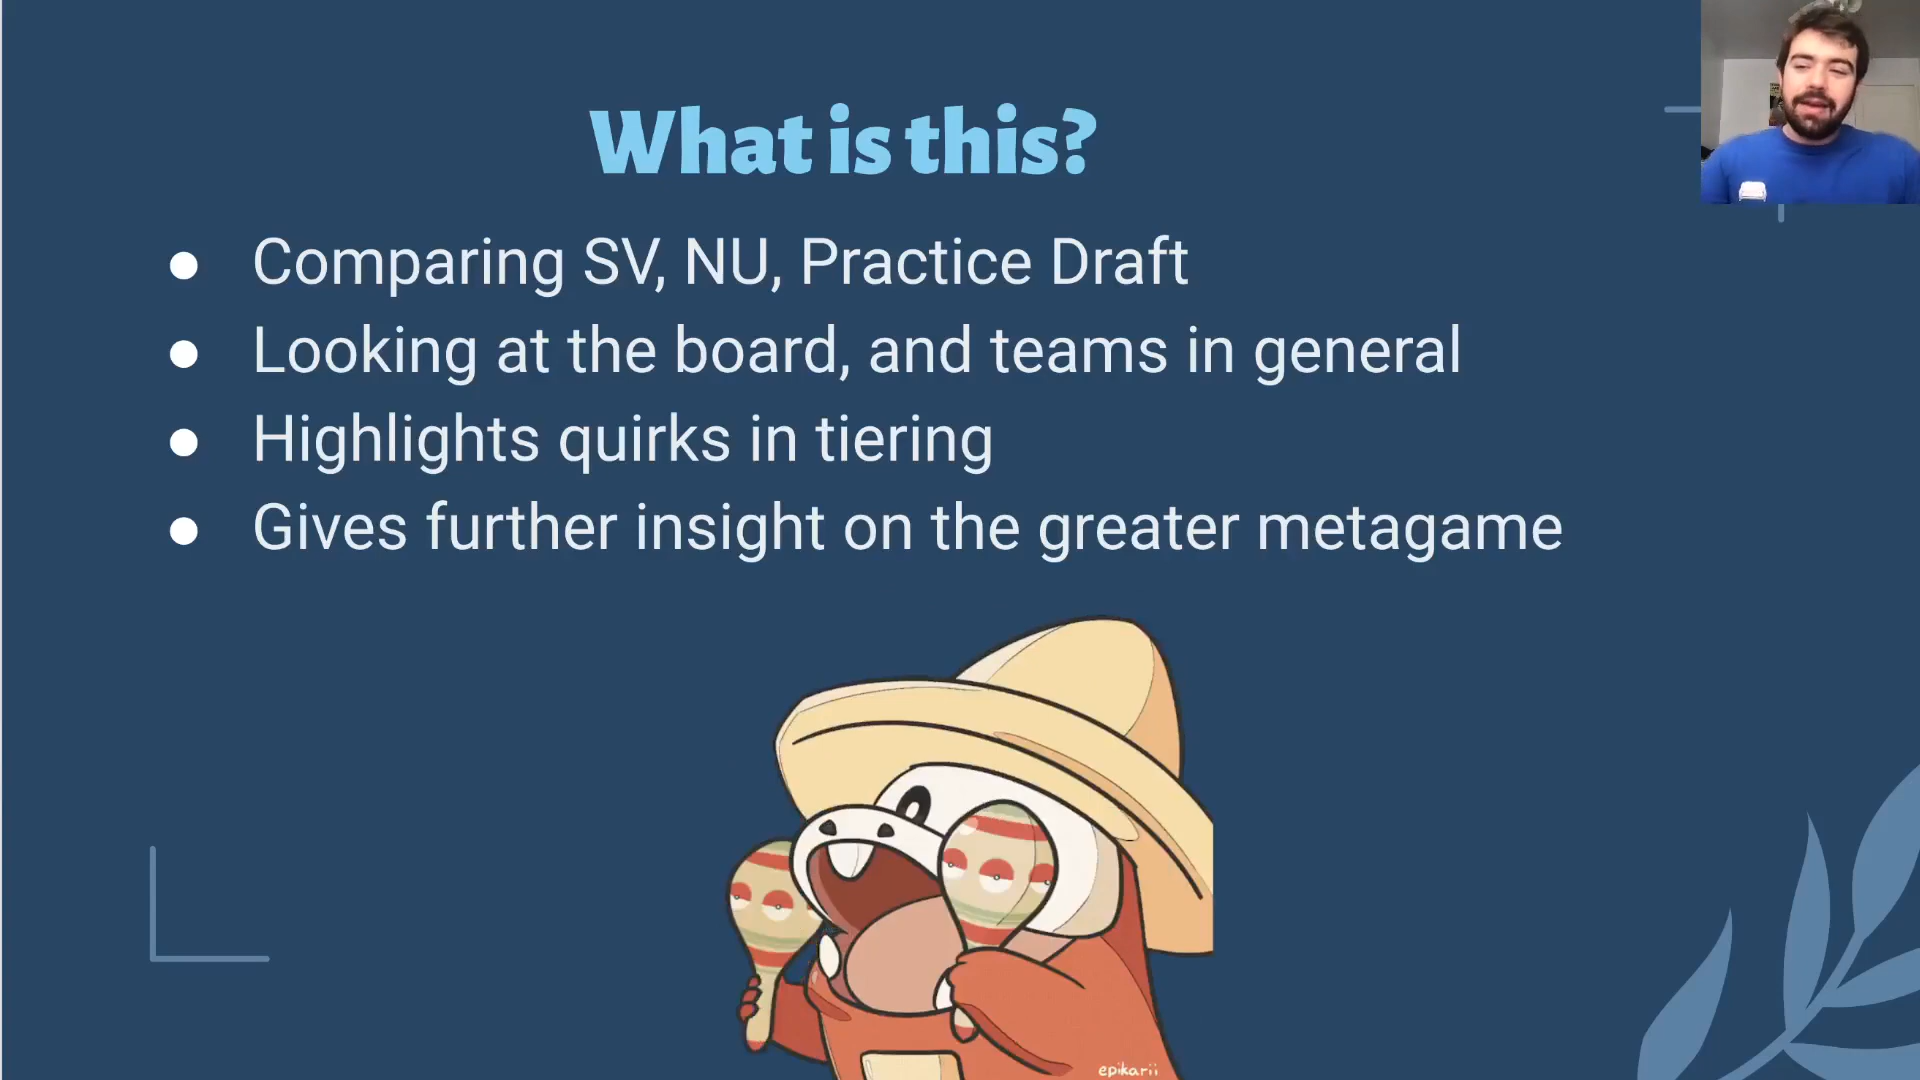 What is this?
Comparing SV, NU, Practice Draft
Looking at the board, and teams in general
Highlights quirks in tiering
Gives further insight on the greater metagame
epikarii